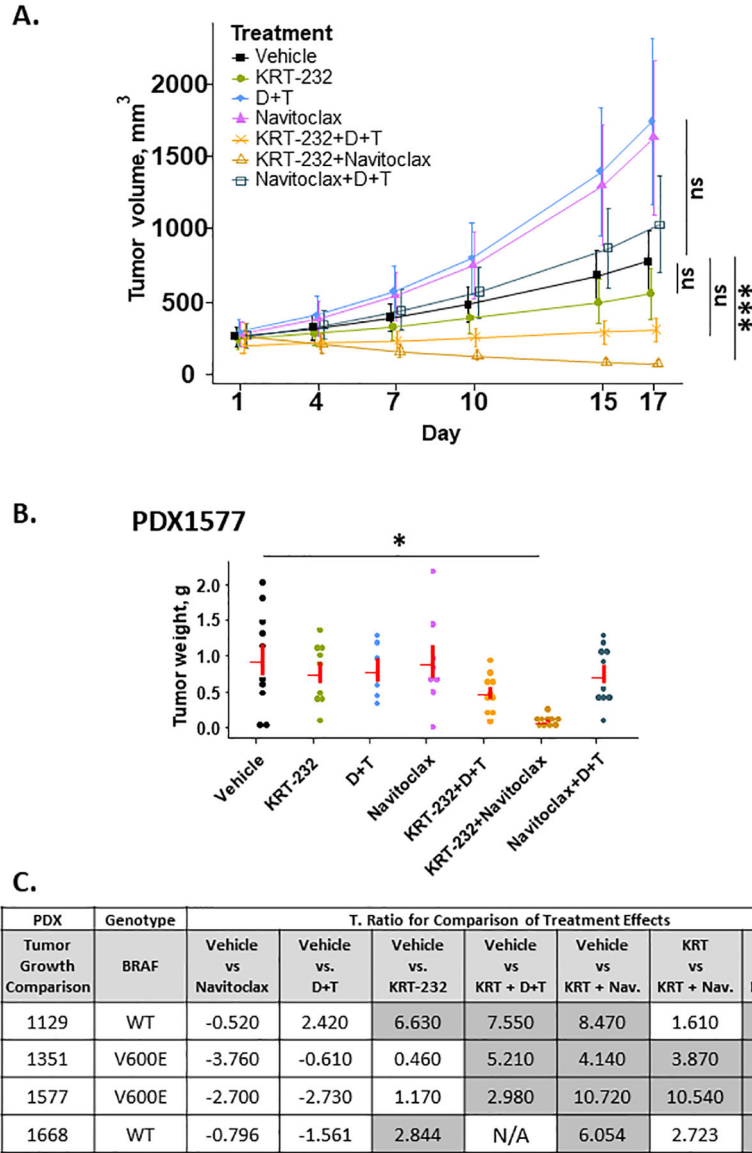 A.
Treatment
Vehicle
KRT-232
D+T
Navitoclax
KRT-232+D+T
KRT-232+Navitoclax
Navitoclax+D+T
Tumor volume, mm3
2000
1500
1000
500
0
1 4 7 10 15 17
Day
ns
ns
ns
***
B.
PDX1577
*
Tumor weight, g
2.0
1.5
1.0
0.5
0.0
Vehicle
KRT-232
D+T
Navitoclax
KRT-232+D+T
KRT-232+Navitoclax
Navitoclax+D+T
C.
PDX Genotype T. Ratio for Comparison of Treatment Effects
Tumor Growth Comparison BRAF Vehicle vs Navitoclax Vehicle vs. D+T Vehicle vs. KRT-232 Vehicle vs KRT + D+T Vehicle vs KRT + Nav. KRT vs KRT + Nav.
1129 WT -0.520 2.420 6.630 7.550 8.470 1.610
1351 V600E -3.760 -0.610 0.460 5.210 4.140 3.870
1577 V600E -2.700 -2.730 1.170 2.980 10.720 10.540
1668 WT -0.796 -1.561 2.844 N/A 6.054 2.723